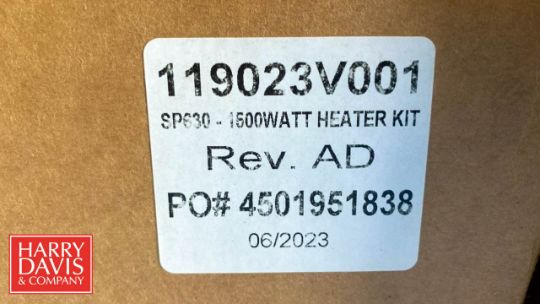 119023V001
SP630 - 1500WATT HEATER KIT
Rev. AD
PO# 4501951838
06/2023
HARRY
DAVIS
& COMPANY